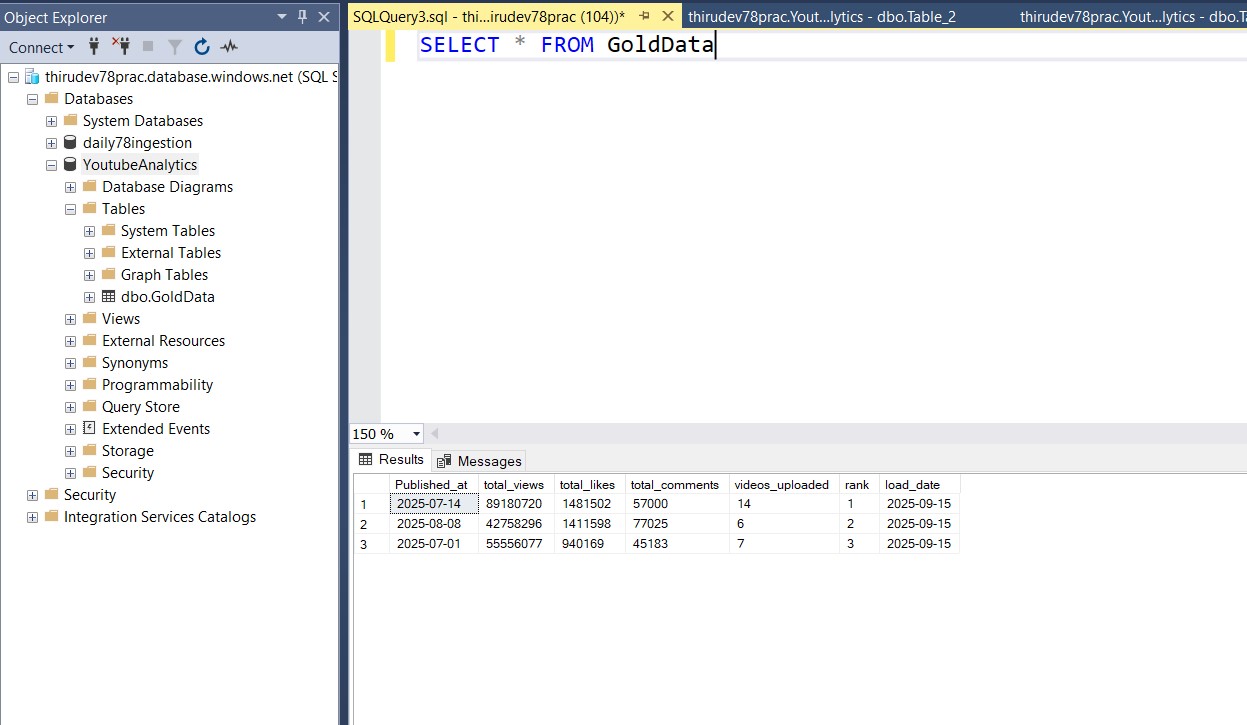 Object Explorer
Connect
thirudev78prac.database.windows.net (SQL S
Databases
System Databases
daily78ingestion
YoutubeAnalytics
Database Diagrams
Tables
System Tables
External Tables
Graph Tables
dbo.GoldData
Views
External Resources
Synonyms
Programmability
Query Store
Extended Events
Storage
Security
Security
Integration Services Catalogs
SQLQuery3.sql - thi...irudev78prac (104))* thirudev78prac.Yout...lytics - dbo.Table_2 thirudev78prac.Yout...lytics - dbo.Ta
SELECT * FROM GoldData
150 %
Results Messages
Published_at total_views total_likes total_comments videos_uploaded rank load_date
1 2025-07-14 89180720 1481502 57000 14 1 2025-09-15
2 2025-08-08 42758296 1411598 77025 6 2 2025-09-15
3 2025-07-01 55556077 940169 45183 7 3 2025-09-15